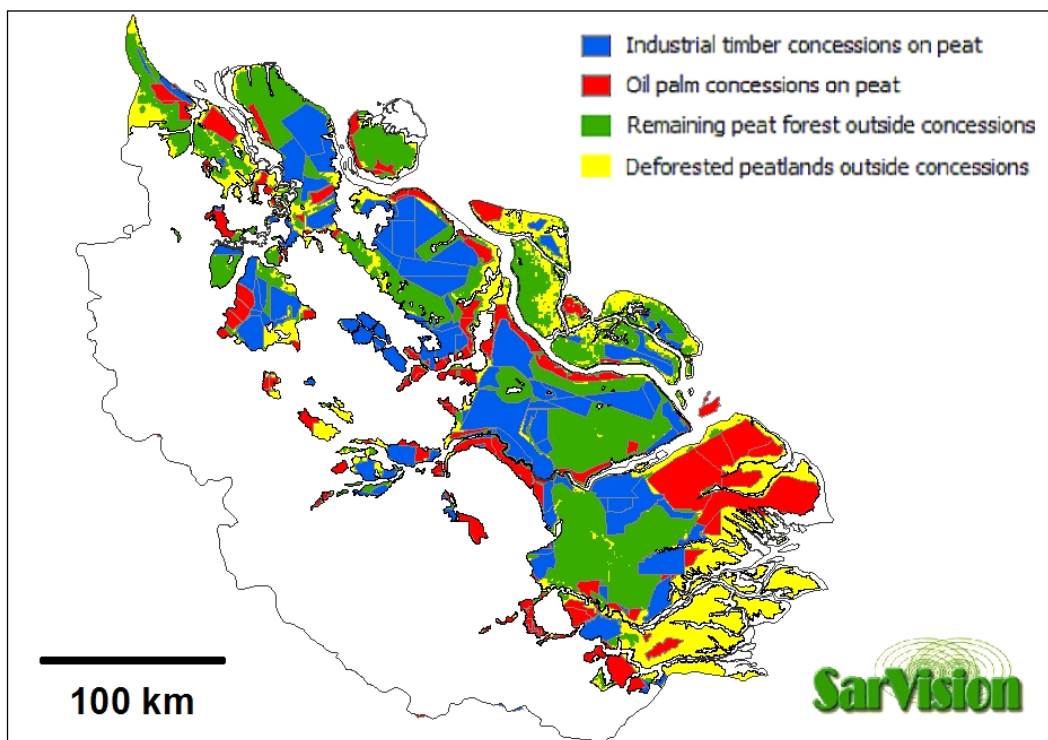 Industrial timber concessions on peat
Oil palm concessions on peat
Remaining peat forest outside concessions
Deforested peatlands outside concessions
100 km
SarVision